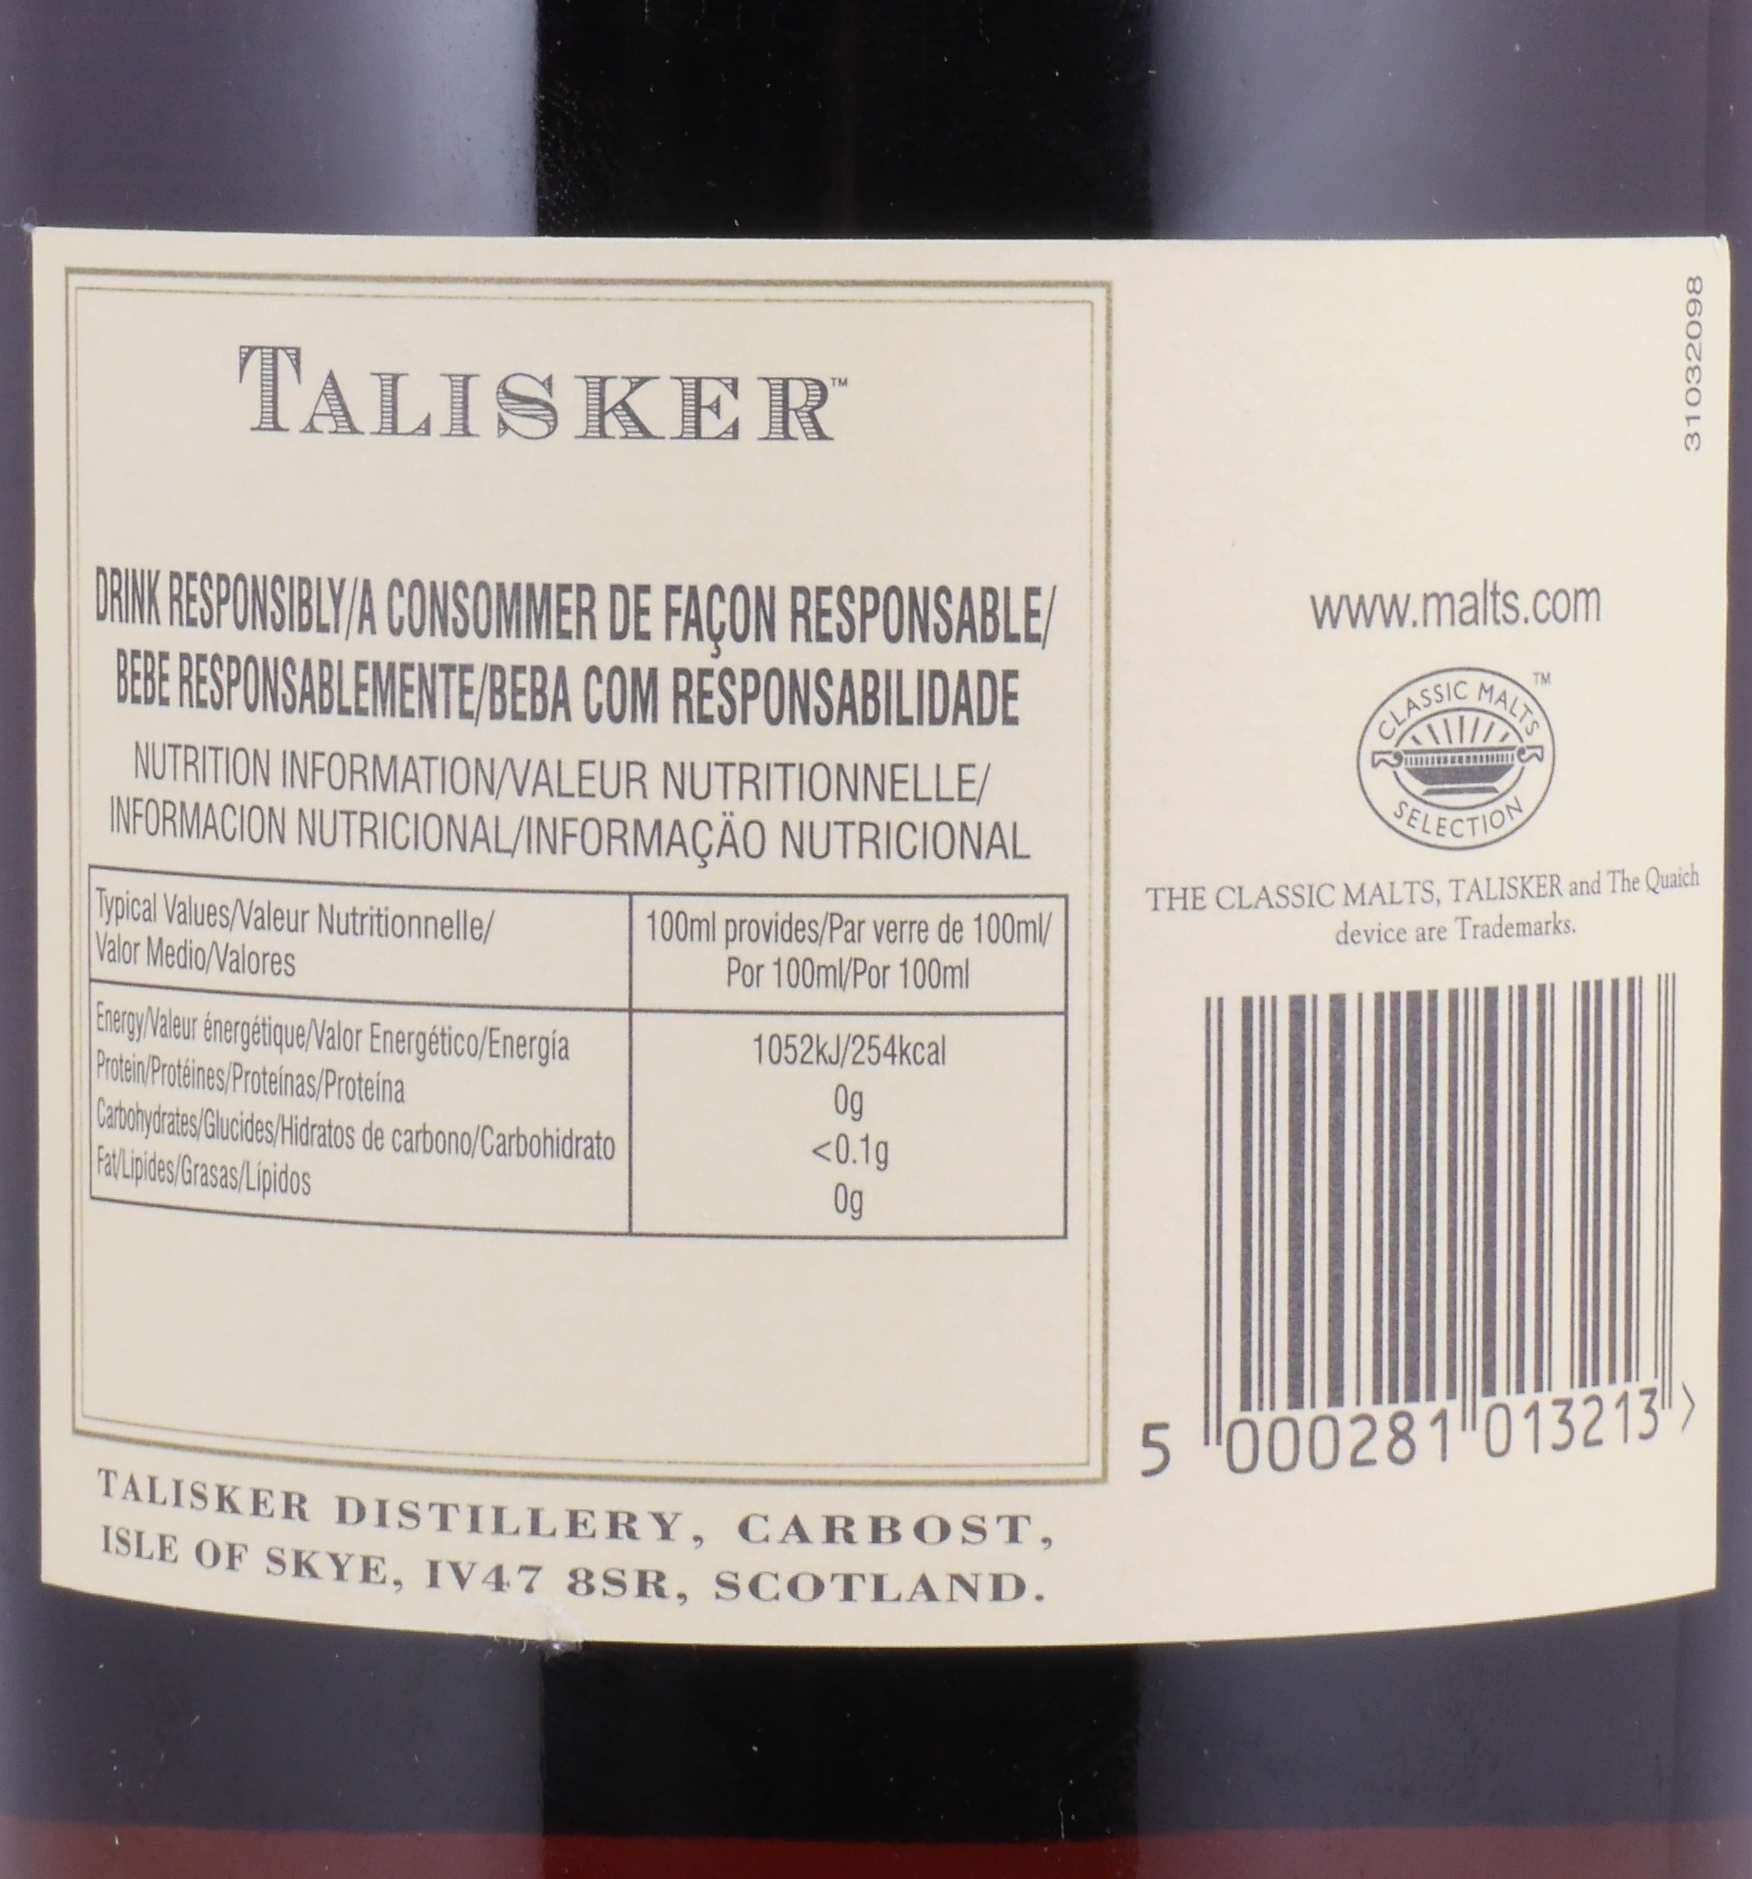 TALISKER™
DRINK RESPONSIBLY/A CONSOMMER DE FAÇON RESPONSABLE/
BEBE RESPONSABLEMENTE/BEBA COM RESPONSABILIDADE
NUTRITION INFORMATION/VALEUR NUTRITIONNELLE/
INFORMACION NUTRICIONAL/INFORMAÇÄO NUTRICIONAL
Typical Values/Valeur Nutritionnelle/
Valor Medio/Valores
100ml provides/Par verre de 100ml/
Por 100ml/Por 100ml
Energy/Valeur énergétique/Valor Energético/Energía 1052kJ/254kcal
Protein/Protéines/Proteínas/Proteína 0g
Carbohydrates/Glucides/Hidratos de carbono/Carbohidrato <0.1g
Fat/Lipides/Grasas/Lípidos 0g
TALISKER DISTILLERY, CARBOST,
ISLE OF SKYE, IV47 8SR, SCOTLAND.
31032098
www.malts.com
CLASSIC MALTS™
SELECTION
THE CLASSIC MALTS, TALISKER and The Quaich
device are Trademarks.
5 000281 013213 >